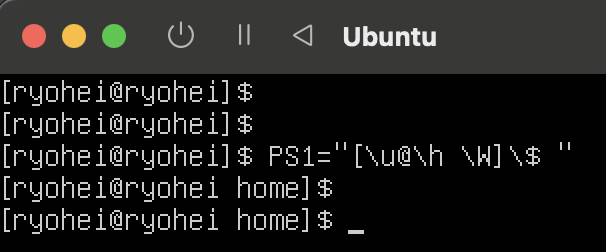 Ubuntu
[ryohei@ryohei]$
[ryohei@ryohei]$
[ryohei@ryohei]$ PS1="[\u@\h \W]\$ "
[ryohei@ryohei home]$
[ryohei@ryohei home]$ _